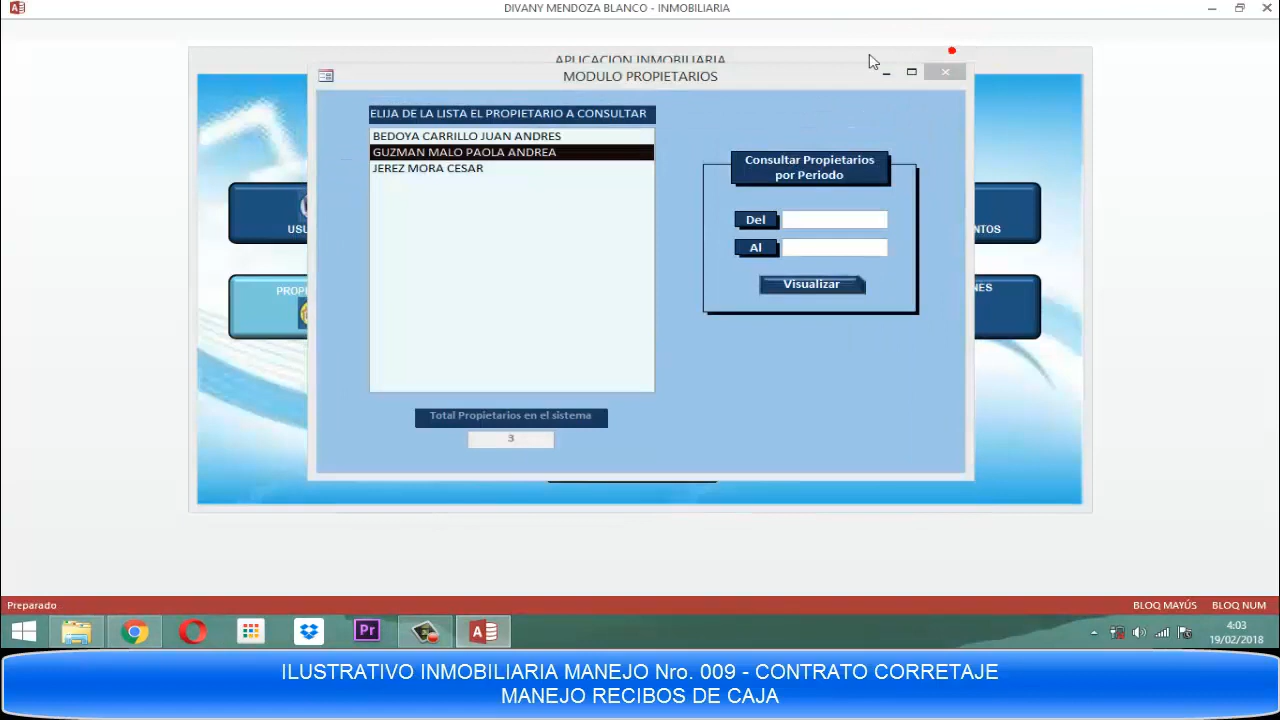 DIVANY MENDOZA BLANCO - INMOBILIARIA
APLICACION INMOBILIARIA
MODULO PROPIETARIOS
ELIJA DE LA LISTA EL PROPIETARIO A CONSULTAR
BEDOYA CARRILLO JUAN ANDRES
GUZMAN MALO PAOLA ANDREA
JEREZ MORA CESAR
Consultar Propietarios
por Periodo
Del
Al
Visualizar
USU
NTOS
PROPI
NES
Total Propietarios en el sistema
3
Preparado
BLOQ MAYÚS
BLOQ NUM
Pr
4:03
19/02/2018
ILUSTRATIVO INMOBILIARIA MANEJO Nro. 009 - CONTRATO CORRETAJE
MANEJO RECIBOS DE CAJA